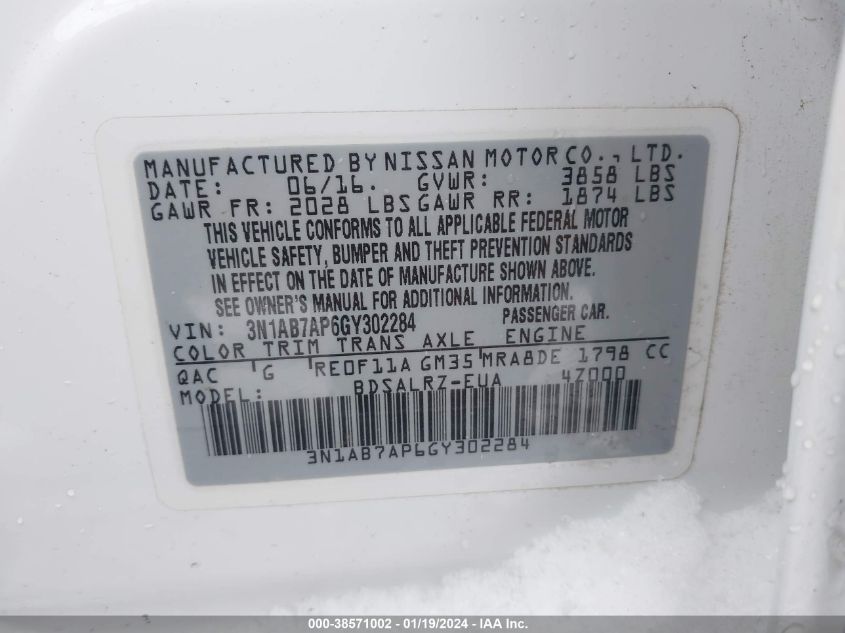 MANUFACTURED BY NISSAN MOTOR CO., LTD.
DATE: 06/16. GVWR: 3858 LBS
GAWR FR: 2028 LBS GAWR RR: 1874 LBS
THIS VEHICLE CONFORMS TO ALL APPLICABLE FEDERAL MOTOR
VEHICLE SAFETY, BUMPER AND THEFT PREVENTION STANDARDS
IN EFFECT ON THE DATE OF MANUFACTURE SHOWN ABOVE.
SEE OWNER'S MANUAL FOR ADDITIONAL INFORMATION.
VIN: 3N1AB7AP6GY302284 PASSENGER CAR.
COLOR TRIM TRANS AXLE ENGINE
QAC G RE0F11A GM35 MRA8DE 1798 CC
MODEL: BDSALRZ-EUA 4Z000
3N1AB7AP6GY302284
000-38571002 - 01/19/2024 - IAA Inc.